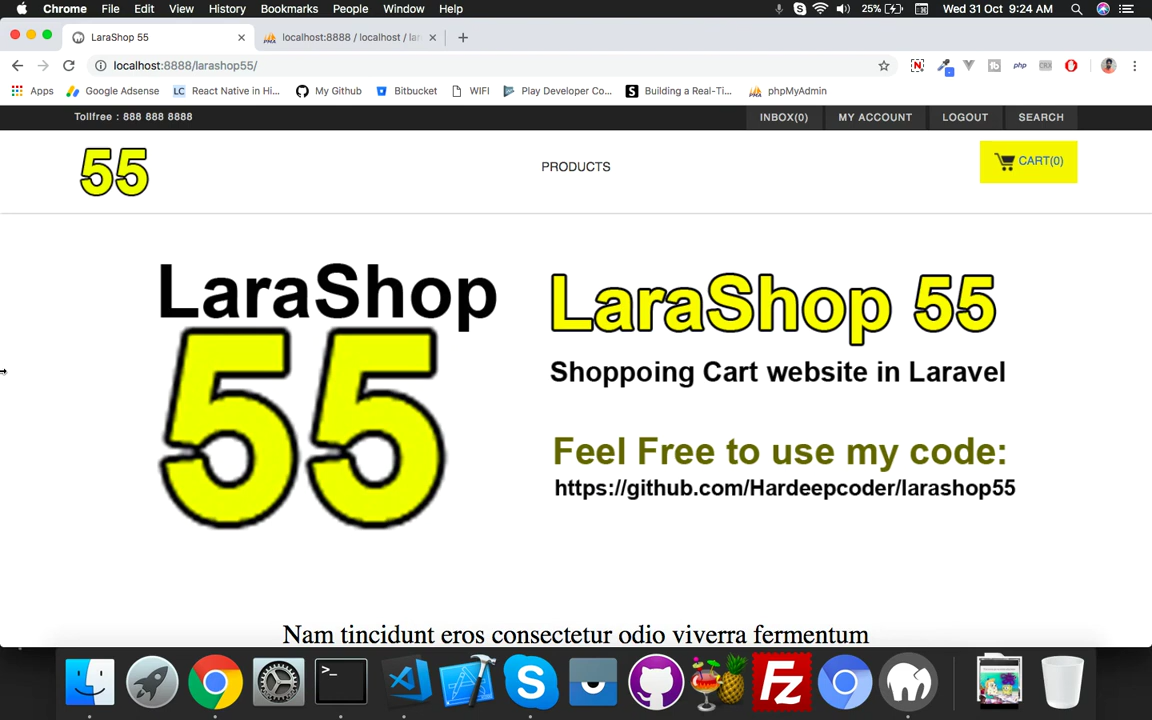 Chrome File Edit View History Bookmarks People Window Help 25% Wed 31 Oct 9:24 AM
LaraShop 55 localhost:8888 / localhost / lar
localhost:8888/larashop55/
Apps Google Adsense React Native in Hi... My Github Bitbucket WIFI Play Developer Co... Building a Real-Ti... phpMyAdmin
Tollfree : 888 888 8888 INBOX(0) MY ACCOUNT LOGOUT SEARCH
55 PRODUCTS CART(0)
LaraShop
55
LaraShop 55
Shoppoing Cart website in Laravel
Feel Free to use my code:
https://github.com/Hardeepcoder/larashop55
Nam tincidunt eros consectetur odio viverra fermentum